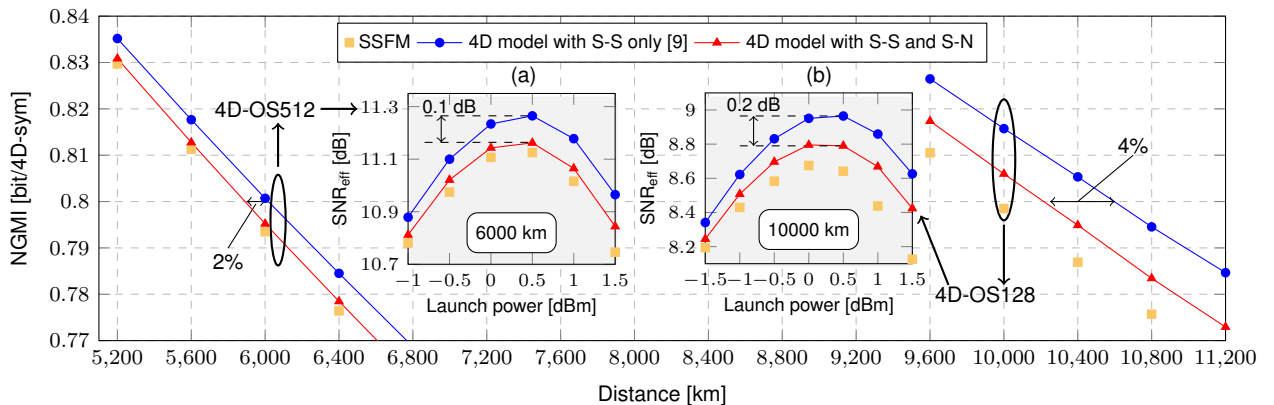 0.84
0.83
0.82
0.81
0.8
0.79
0.78
0.77
NGMI [bit/4D-sym]
SSFM
4D model with S-S only [9]
4D model with S-S and S-N
4D-OS512
2%
(a)
11.3
11.1
10.9
10.7
SNReff [dB]
0.1 dB
6000 km
−1 −0.5 0 0.5 1 1.5
Launch power [dBm]
(b)
9
8.8
8.6
8.4
8.2
SNReff [dB]
0.2 dB
10000 km
−1.5 −1 −0.5 0 0.5 1 1.5
Launch power [dBm]
4%
4D-OS128
5,200 5,600 6,000 6,400 6,800 7,200 7,600 8,000 8,400 8,800 9,200 9,600 10,000 10,400 10,800 11,200
Distance [km]